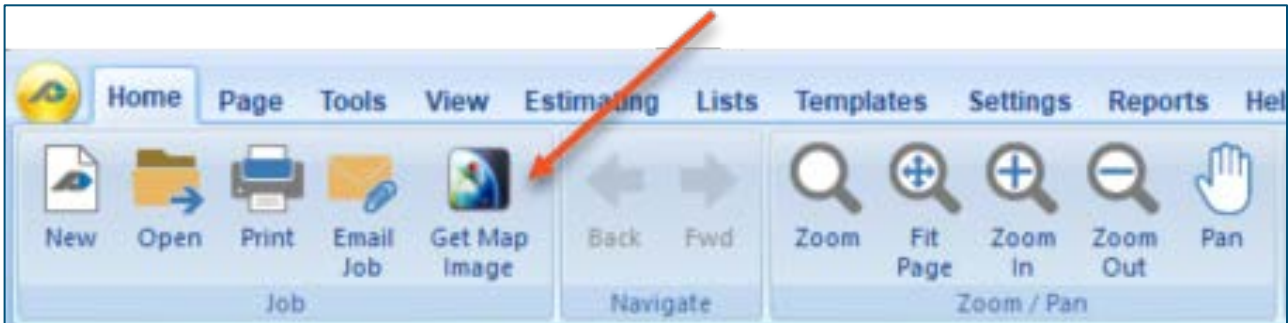 Home Page Tools View Estimating Lists Templates Settings Reports Hel
New Open Print Email Job Get Map Image Back Fwd Zoom Fit Page Zoom In Zoom Out Pan
Job Navigate Zoom / Pan